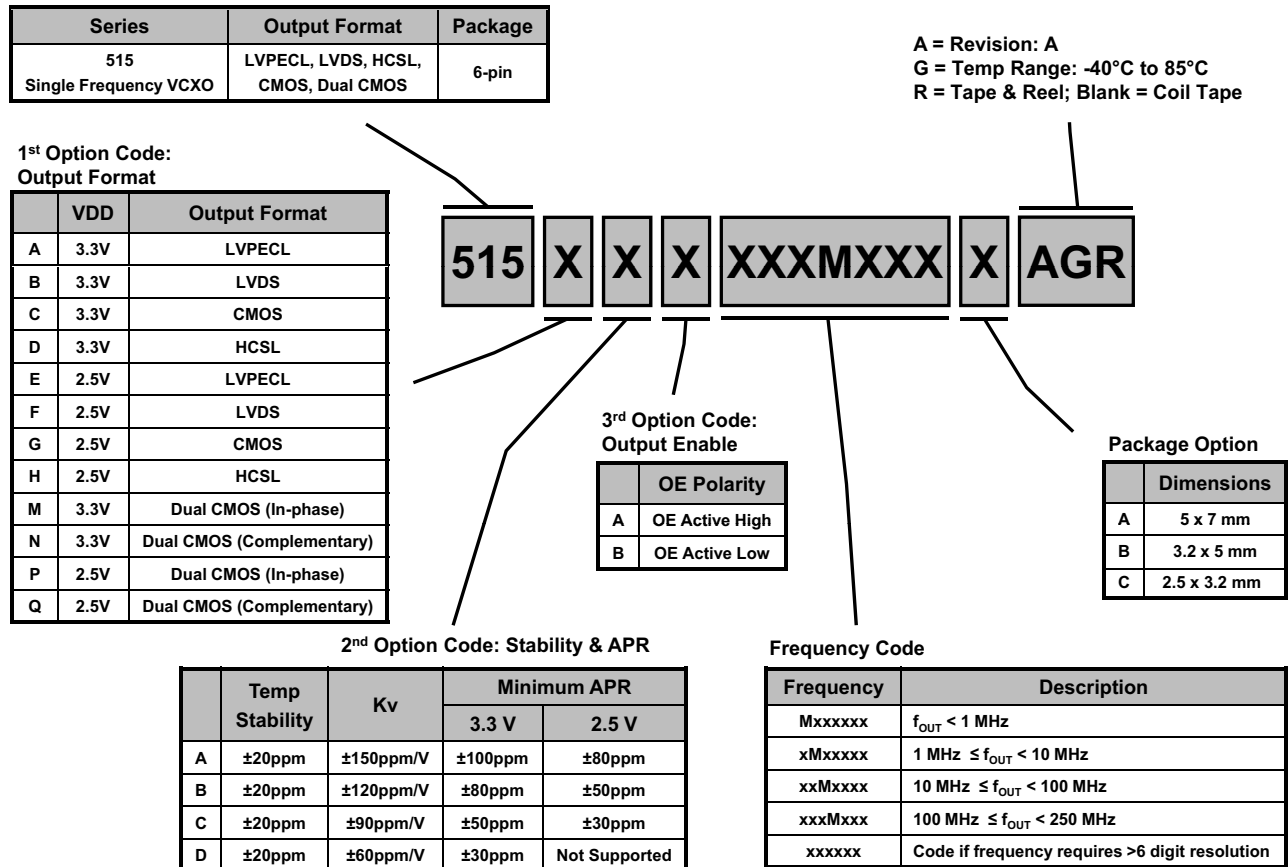 Series Output Format Package
515 Single Frequency VCXO LVPECL, LVDS, HCSL, CMOS, Dual CMOS 6-pin
A = Revision: A
G = Temp Range: -40°C to 85°C
R = Tape & Reel; Blank = Coil Tape
1st Option Code:
Output Format
VDD Output Format
A 3.3V LVPECL
B 3.3V LVDS
C 3.3V CMOS
D 3.3V HCSL
E 2.5V LVPECL
F 2.5V LVDS
G 2.5V CMOS
H 2.5V HCSL
M 3.3V Dual CMOS (In-phase)
N 3.3V Dual CMOS (Complementary)
P 2.5V Dual CMOS (In-phase)
Q 2.5V Dual CMOS (Complementary)
515 X X X XXXMXXX X AGR
3rd Option Code:
Output Enable
OE Polarity
A OE Active High
B OE Active Low
Package Option
Dimensions
A 5 x 7 mm
B 3.2 x 5 mm
C 2.5 x 3.2 mm
2nd Option Code: Stability & APR
Temp Stability Kv Minimum APR
3.3 V 2.5 V
A ±20ppm ±150ppm/V ±100ppm ±80ppm
B ±20ppm ±120ppm/V ±80ppm ±50ppm
C ±20ppm ±90ppm/V ±50ppm ±30ppm
D ±20ppm ±60ppm/V ±30ppm Not Supported
Frequency Code
Frequency Description
Mxxxxxx fOUT < 1 MHz
xMxxxxx 1 MHz ≤ fOUT < 10 MHz
xxMxxxx 10 MHz ≤ fOUT < 100 MHz
xxxMxxx 100 MHz ≤ fOUT < 250 MHz
xxxxxx Code if frequency requires >6 digit resolution